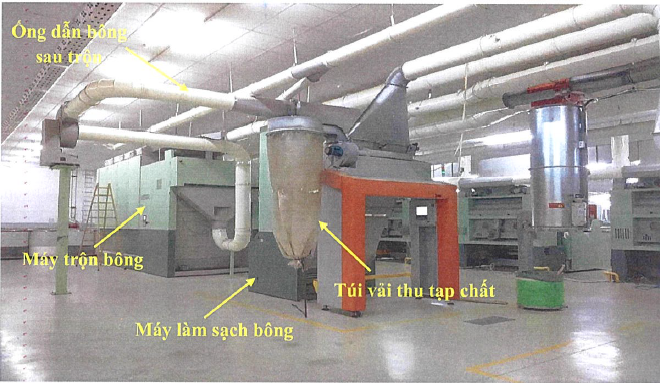 Ống dẫn bông
sau trộn
Máy trộn bông
Túi vải thu tạp chất
Máy làm sạch bông